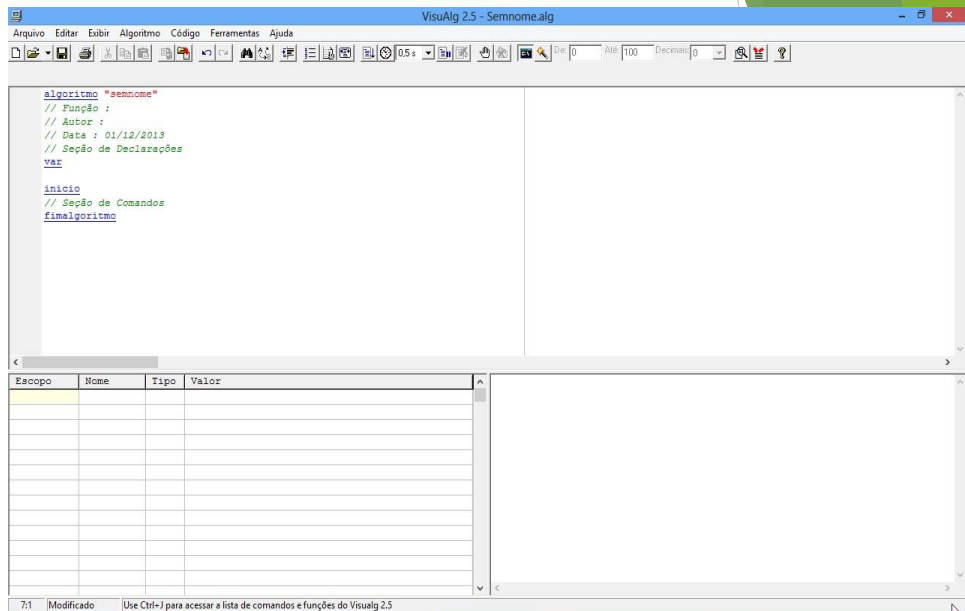 VisuAlg 2.5 - Semnome.alg
Arquivo Editar Exibir Algoritmo Código Ferramentas Ajuda
0,5 s De: 0 Até: 100 Decimais: 0
algoritmo "semnome"
// Função :
// Autor :
// Data : 01/12/2013
// Seção de Declarações
var
inicio
// Seção de Comandos
fimalgoritmo
Escopo Nome Tipo Valor
7:1 Modificado Use Ctrl+J para acessar a lista de comandos e funções do Visualg 2.5